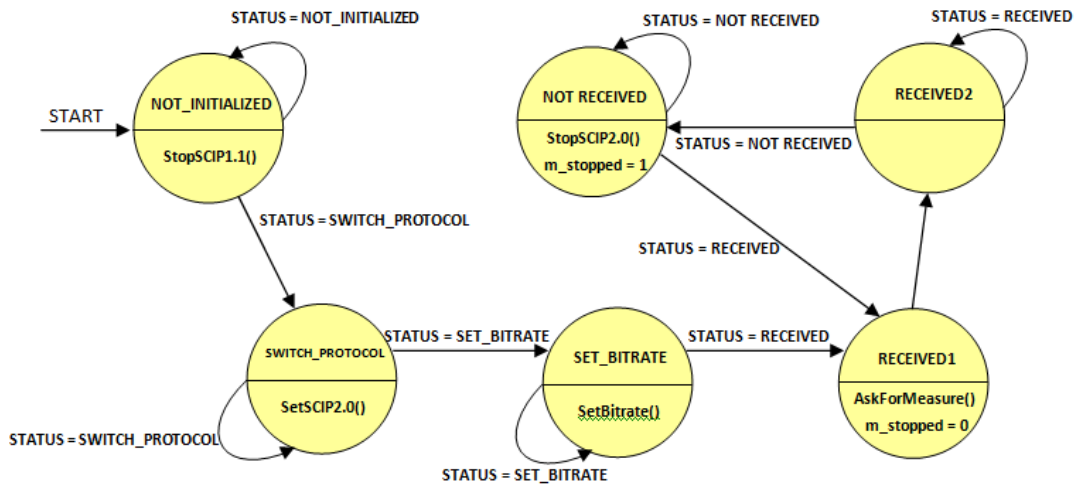 STATUS = NOT_INITIALIZED
STATUS = NOT RECEIVED
STATUS = RECEIVED
START
NOT_INITIALIZED
StopSCIP1.1()
NOT RECEIVED
StopSCIP2.0()
m_stopped = 1
RECEIVED2
STATUS = NOT RECEIVED
STATUS = SWITCH_PROTOCOL
STATUS = RECEIVED
SWITCH_PROTOCOL
SetSCIP2.0()
STATUS = SET_BITRATE
SET_BITRATE
SetBitrate()
STATUS = RECEIVED
RECEIVED1
AskForMeasure()
m_stopped = 0
STATUS = SWITCH_PROTOCOL
STATUS = SET_BITRATE